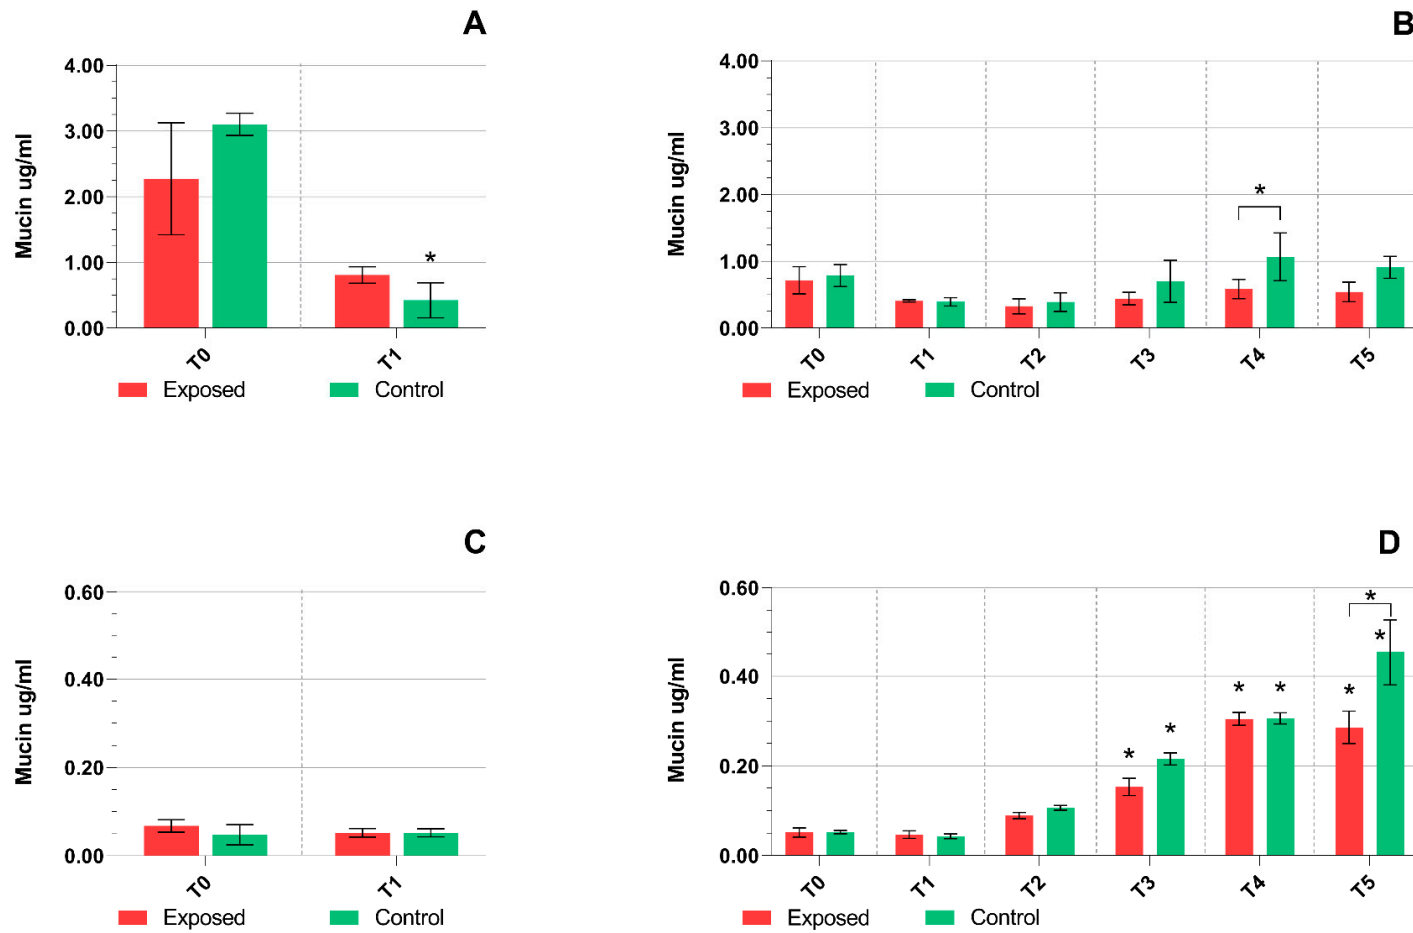 A
Mucin ug/ml
4.00
3.00
2.00
1.00
0.00
*
T0 T1
Exposed Control
B
Mucin ug/ml
4.00
3.00
2.00
1.00
0.00
*
T0 T1 T2 T3 T4 T5
Exposed Control
C
Mucin ug/ml
0.60
0.40
0.20
0.00
T0 T1
Exposed Control
D
Mucin ug/ml
0.60
0.40
0.20
0.00
* * * * * * *
T0 T1 T2 T3 T4 T5
Exposed Control